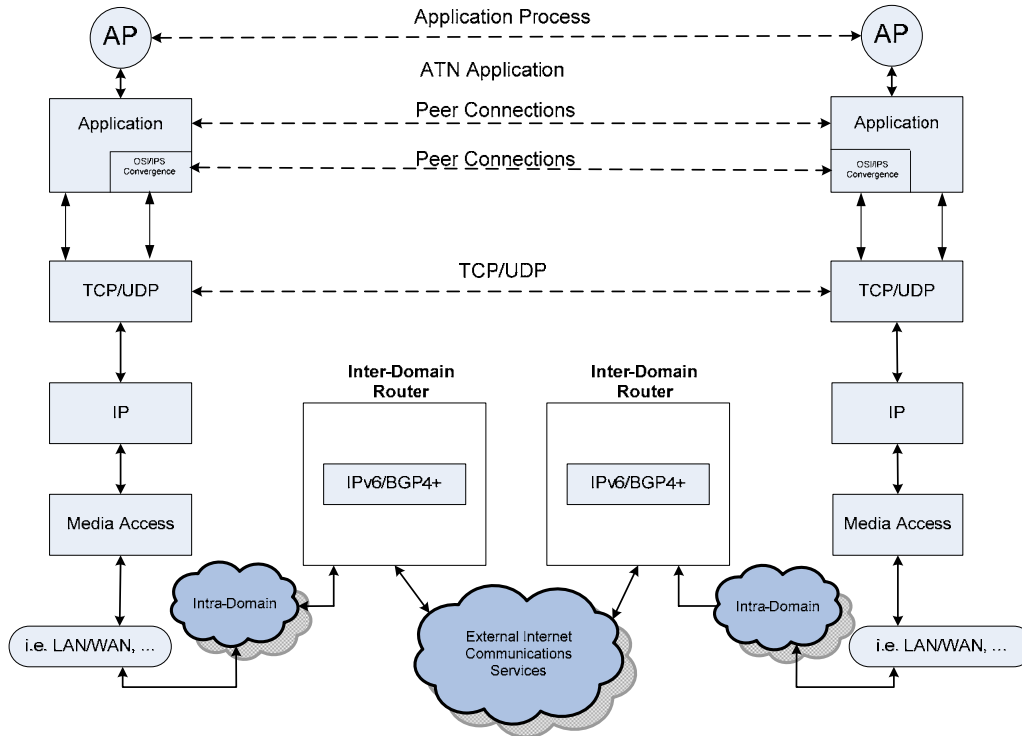 AP
Application Process
AP
ATN Application
Application
Peer Connections
Application
OSI/IPS
Convergence
Peer Connections
OSI/IPS
Convergence
TCP/UDP
TCP/UDP
TCP/UDP
Inter-Domain
Router
Inter-Domain
Router
IP
IP
IPv6/BGP4+
IPv6/BGP4+
Media Access
Media Access
Intra-Domain
Intra-Domain
External Internet
Communications
Services
i.e. LAN/WAN, ...
i.e. LAN/WAN, ...